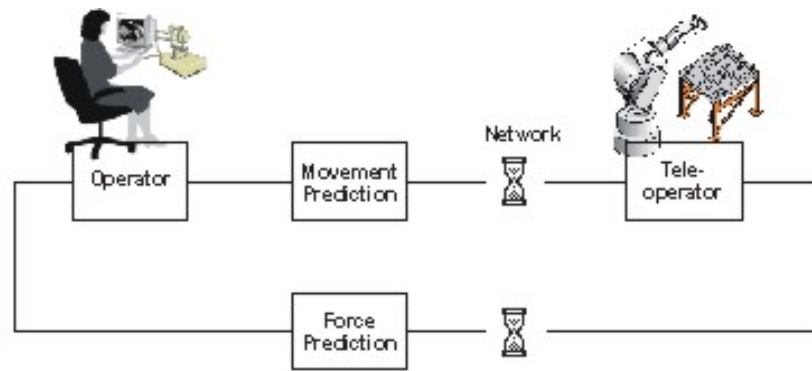 Network
Operator
Movement
Prediction
Tele-
operator
Force
Prediction